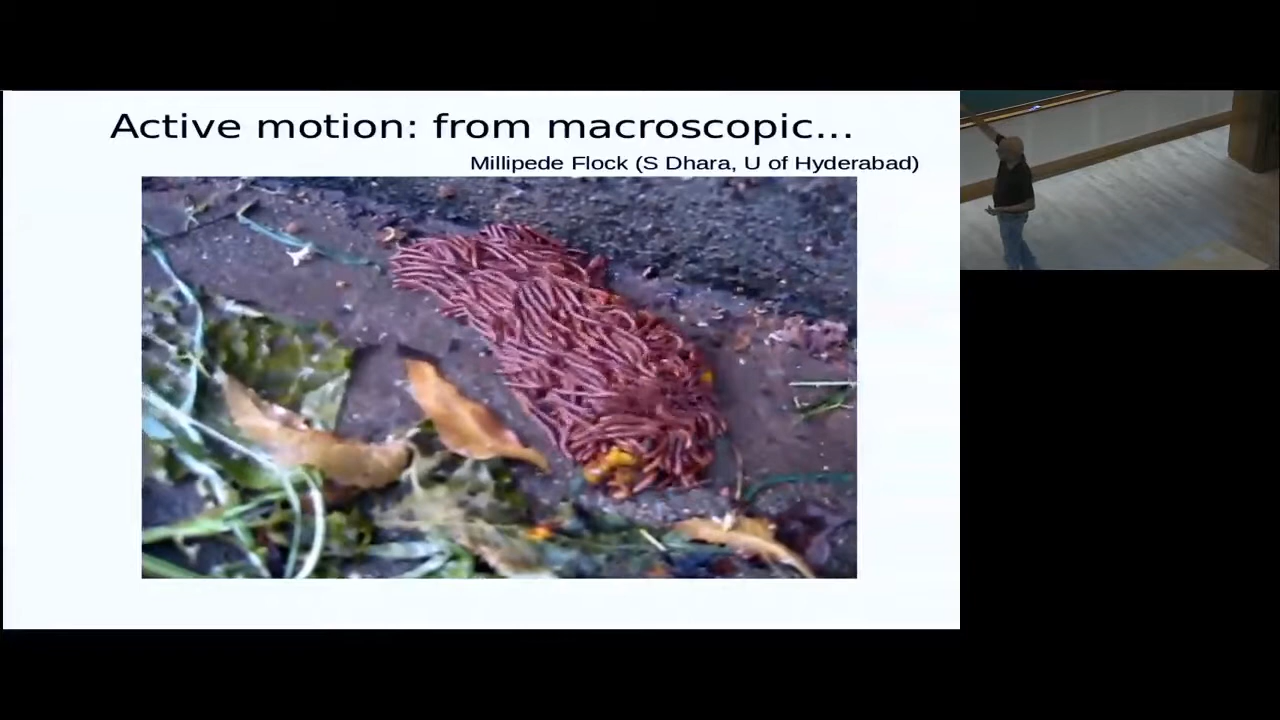 Active motion: from macroscopic...
Millipede Flock (S Dhara, U of Hyderabad)